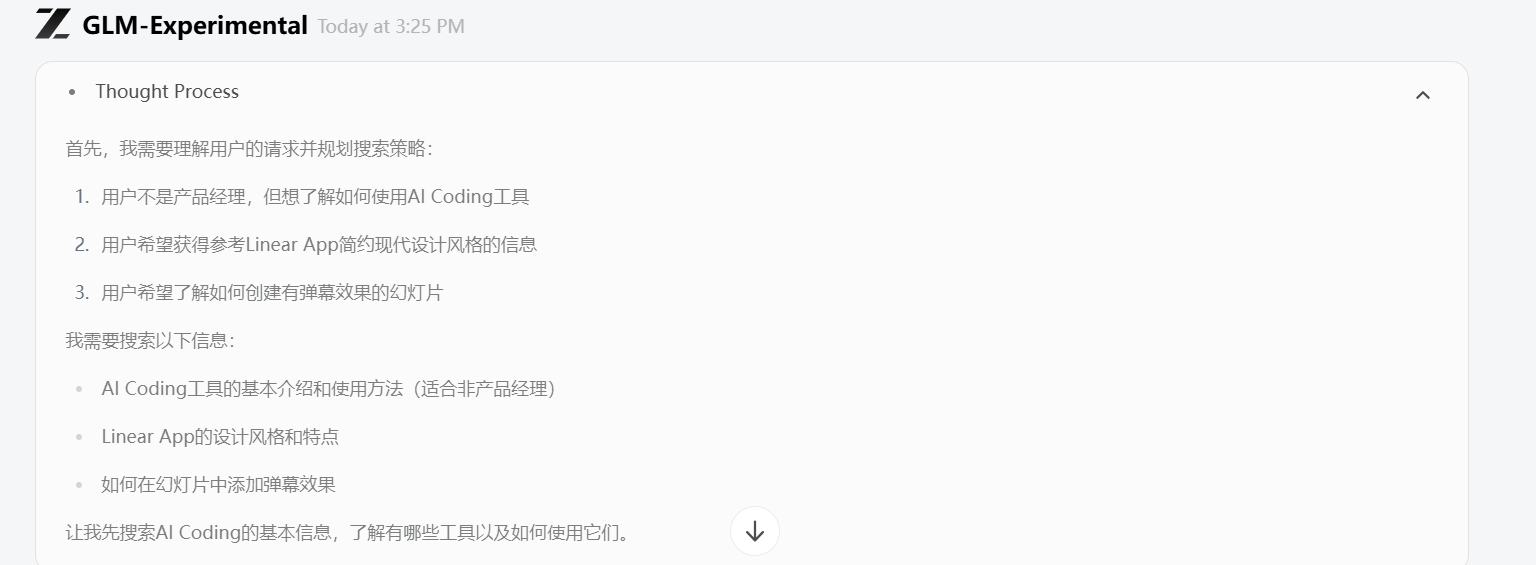 GLM-Experimental Today at 3:25 PM
• Thought Process
首先，我需要理解用户的请求并规划搜索策略：
1. 用户不是产品经理，但想了解如何使用AI Coding工具
2. 用户希望获得参考Linear App简约现代设计风格的信息
3. 用户希望了解如何创建有弹幕效果的幻灯片
我需要搜索以下信息：
• AI Coding工具的基本介绍和使用方法（适合非产品经理）
• Linear App的设计风格和特点
• 如何在幻灯片中添加弹幕效果
让我先搜索AI Coding的基本信息，了解有哪些工具以及如何使用它们。